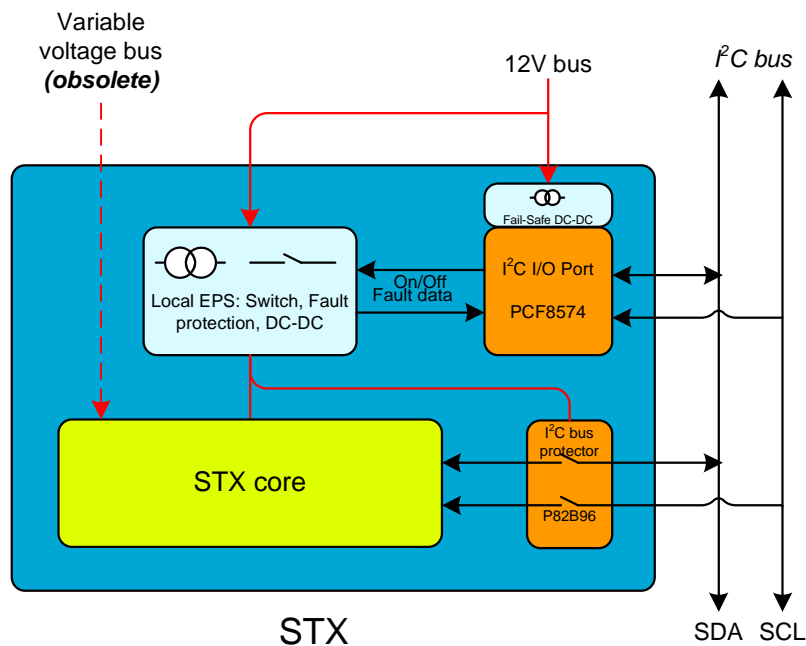 Variable
voltage bus
(obsolete)
12V bus
I²C bus
Fail-Safe DC-DC
I²C I/O Port
PCF8574
On/Off
Fault data
Local EPS: Switch, Fault
protection, DC-DC
I²C bus
protector
P82B96
STX core
STX
SDA
SCL